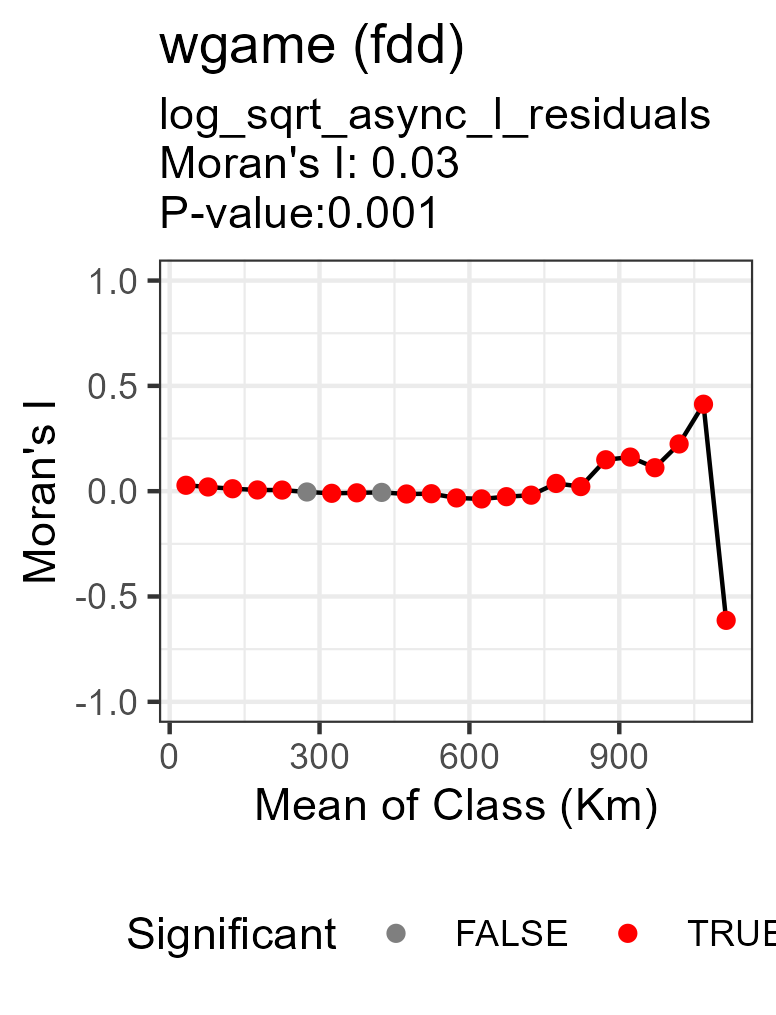 wgame (fdd)
log_sqrt_async_l_residuals
Moran's I: 0.03
P-value:0.001
1.0
0.5
0.0
-0.5
-1.0
Moran's I
0 300 600 900
Mean of Class (Km)
Significant FALSE TRUE